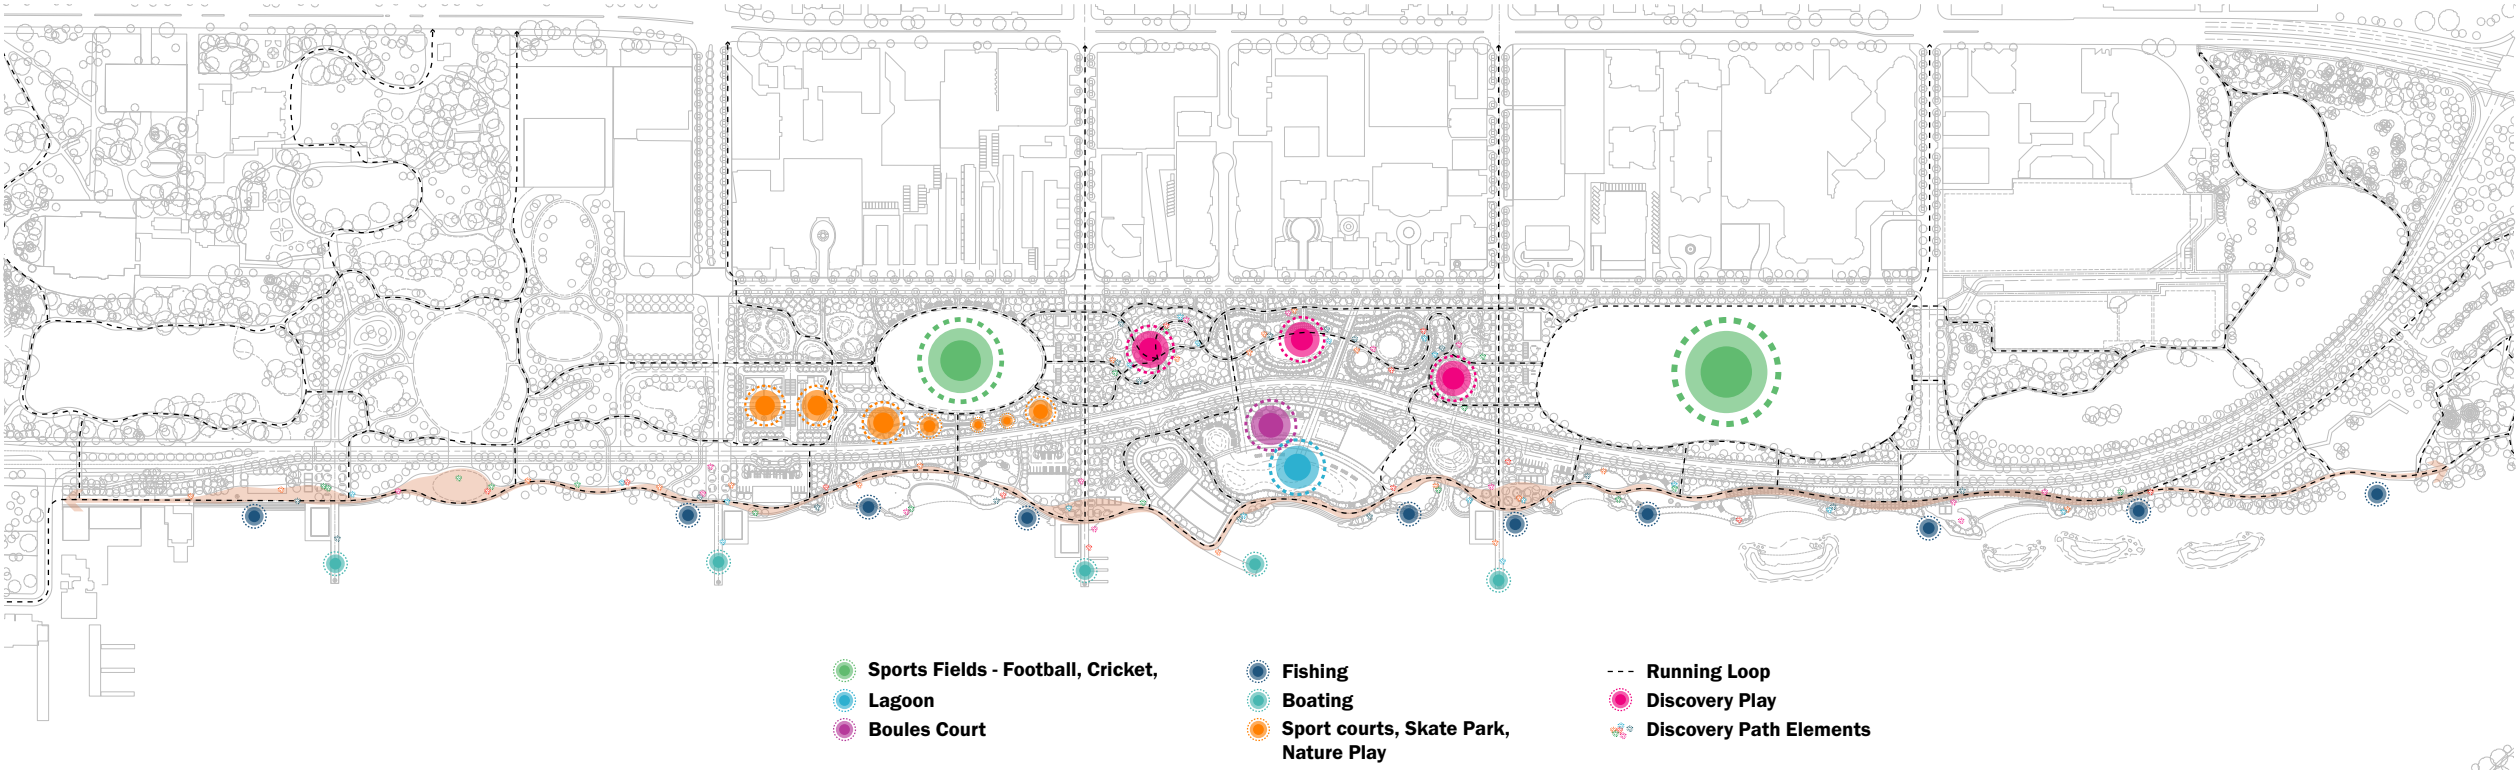 Sports Fields - Football, Cricket,
Lagoon
Boules Court
Fishing
Boating
Sport courts, Skate Park,
Nature Play
Running Loop
Discovery Play
Discovery Path Elements